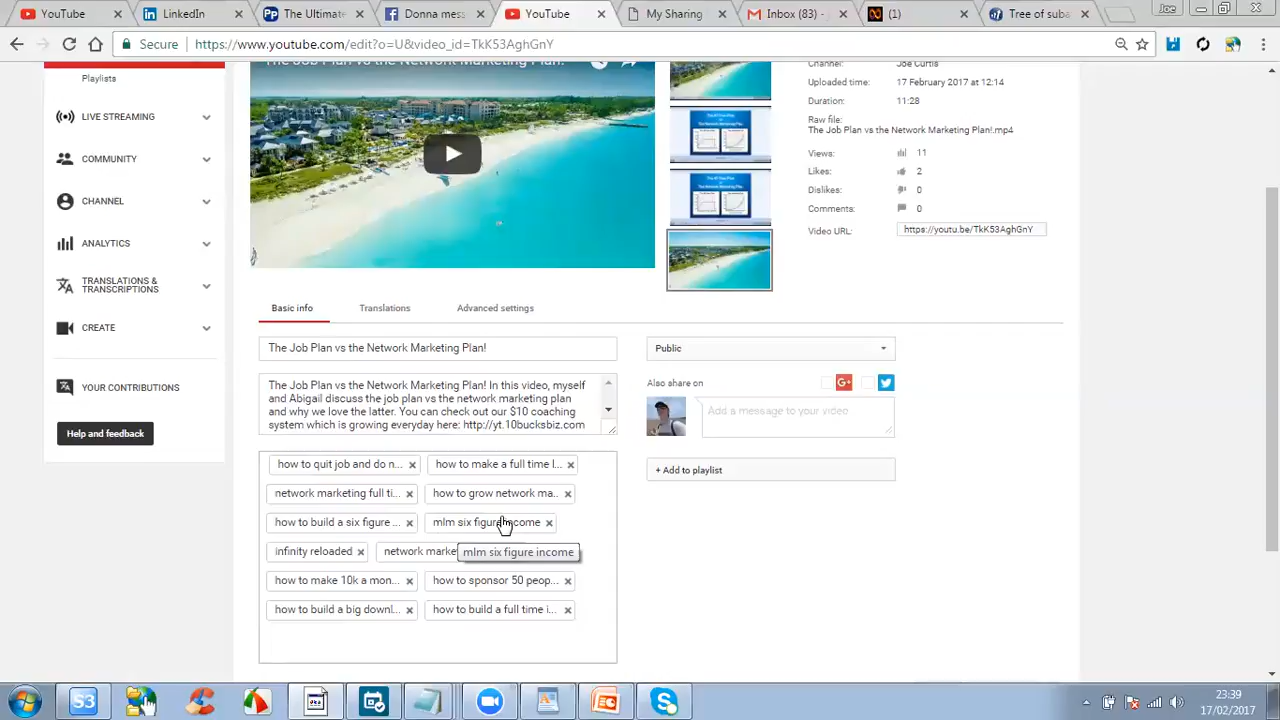 YouTube
LinkedIn
The Ultimate
Donnaness
YouTube
My Sharing
Inbox (83) -
(1)
Tree of suba
Joe
Secure
https://www.youtube.com/edit?o=U&video_id=TkK53AghGnY
Playlists
LIVE STREAMING
COMMUNITY
CHANNEL
ANALYTICS
TRANSLATIONS &
TRANSCRIPTIONS
CREATE
YOUR CONTRIBUTIONS
Help and feedback
The Job Plan vs the Network Marketing Plan!
Channel: Joe Curtis
Uploaded time: 17 February 2017 at 12:14
Duration: 11:28
Raw file:
The Job Plan vs the Network Marketing Plan!.mp4
Views: 11
Likes: 2
Dislikes: 0
Comments: 0
Video URL: https://youtu.be/TkK53AghGnY
Basic info
Translations
Advanced settings
The Job Plan vs the Network Marketing Plan!
The Job Plan vs the Network Marketing Plan! In this video, myself
and Abigail discuss the job plan vs the network marketing plan
and why we love the latter. You can check out our $10 coaching
system which is growing everyday here: http://yt.10bucksbiz.com
how to quit job and do n... × how to make a full time l... ×
network marketing full ti... × how to grow network ma... ×
how to build a six figure ... × mlm six figure income ×
infinity reloaded × network marke
mlm six figure income
how to make 10k a mon... × how to sponsor 50 peop... ×
how to build a big downl... × how to build a full time i... ×
Public
Also share on
G+
Add a message to your video
+ Add to playlist
23:39
17/02/2017